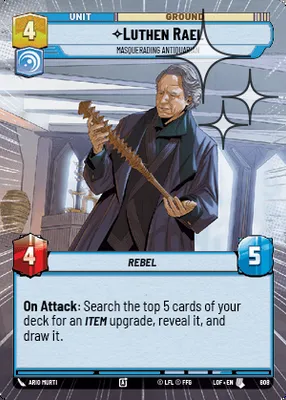 UNIT
GROUND
4
✧LUTHEN RAEL
MASQUERADING ANTIQUARIAN
4
5
REBEL
On Attack: Search the top 5 cards of your
deck for an ITEM upgrade, reveal it, and
draw it.
ARIO MURTI
© LFL © FFG
LOF • EN